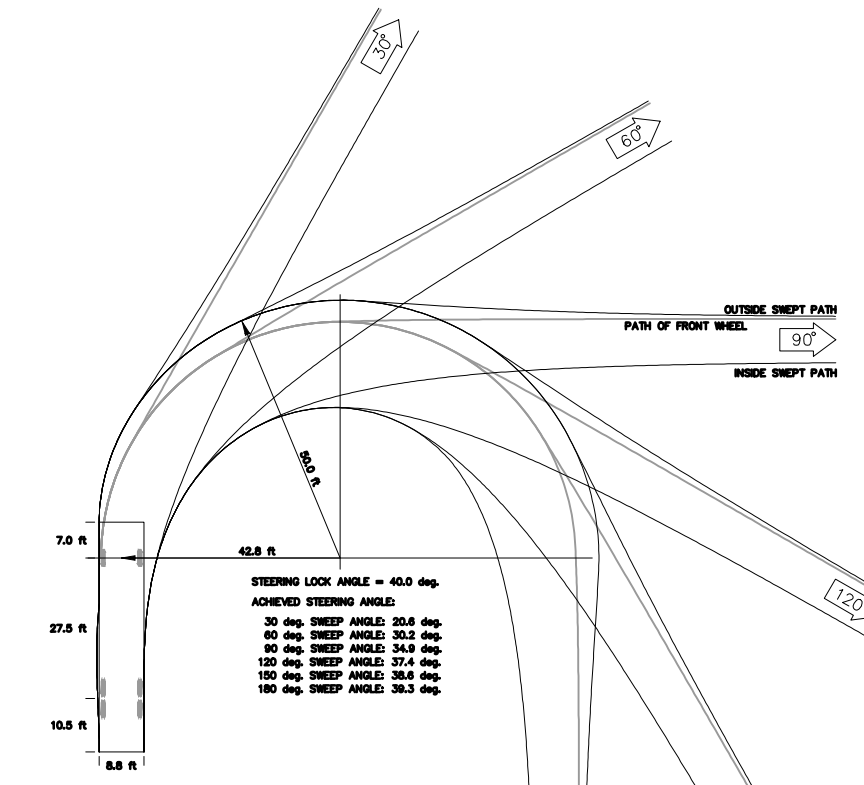 30°
60°
OUTSIDE SWEPT PATH
PATH OF FRONT WHEEL
90°
INSIDE SWEPT PATH
50.0 ft
7.0 ft
42.8 ft
STEERING LOCK ANGLE = 40.0 deg.
ACHIEVED STEERING ANGLE:
30 deg. SWEEP ANGLE: 20.6 deg.
60 deg. SWEEP ANGLE: 30.2 deg.
90 deg. SWEEP ANGLE: 34.9 deg.
120 deg. SWEEP ANGLE: 37.4 deg.
150 deg. SWEEP ANGLE: 38.6 deg.
180 deg. SWEEP ANGLE: 39.3 deg.
120
27.5 ft
10.5 ft
8.8 ft